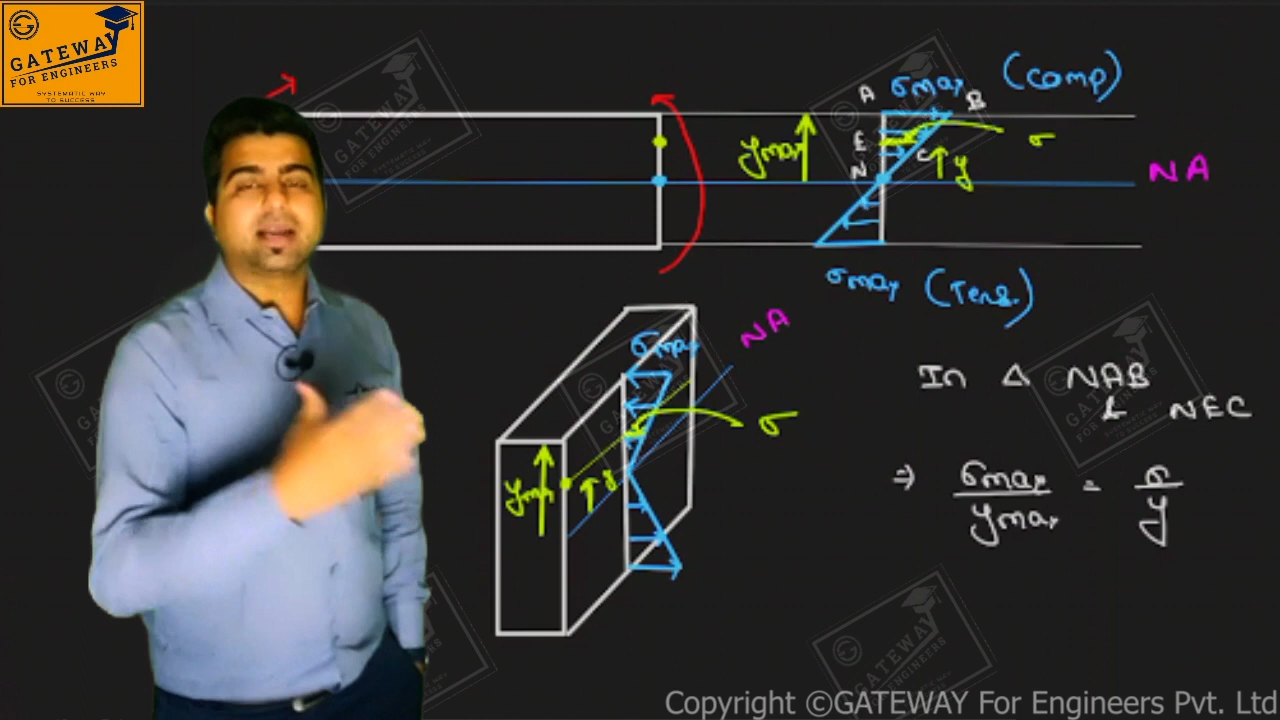 GATEWAY
FOR ENGINEERS
SYSTEMATIC WAY
TO SUCCESS
A σmax B (Comp)
ymax E C y σ
N NA
σmax (Tens.)
σmax NA
ymax y σ
In Δ NAB
& NEC
⇒ σmax / ymax = σ / y
Copyright ©GATEWAY For Engineers Pvt. Ltd